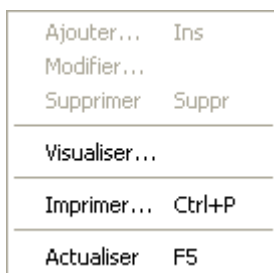 Ajouter... Ins
Modifier...
Supprimer Suppr
Visualiser...
Imprimer... Ctrl+P
Actualiser F5